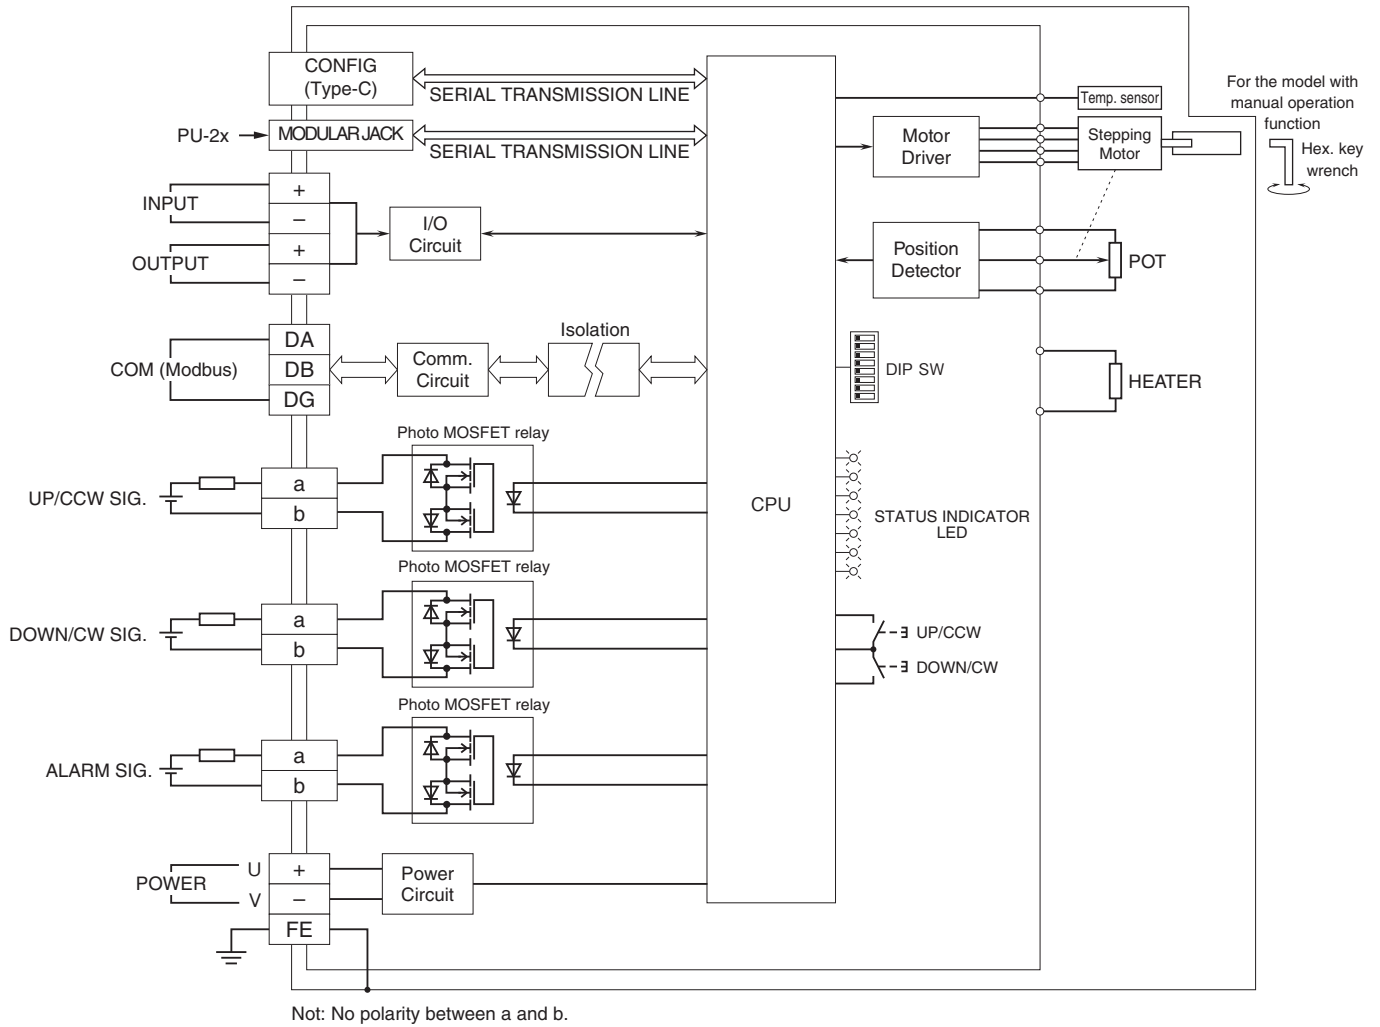 CONFIG
(Type-C)
SERIAL TRANSMISSION LINE
PU-2x
MODULAR JACK
SERIAL TRANSMISSION LINE
INPUT
+
–
OUTPUT
+
–
I/O
Circuit
COM (Modbus)
DA
DB
DG
Comm.
Circuit
Isolation
Photo MOSFET relay
UP/CCW SIG.
a
b
Photo MOSFET relay
DOWN/CW SIG.
a
b
Photo MOSFET relay
ALARM SIG.
a
b
POWER
U
V
+
–
FE
Power
Circuit
CPU
Temp. sensor
Motor
Driver
Stepping
Motor
For the model with
manual operation
function
Hex. key
wrench
Position
Detector
POT
DIP SW
HEATER
STATUS INDICATOR
LED
UP/CCW
DOWN/CW
Not: No polarity between a and b.